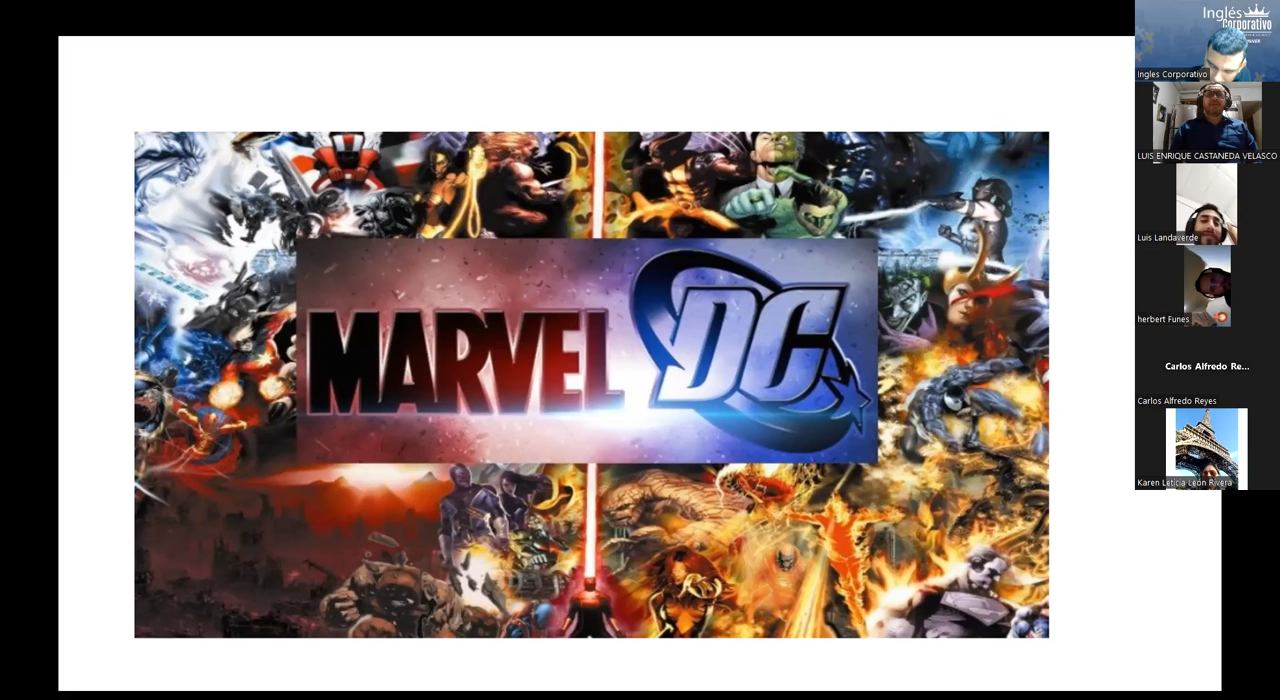 MARVEL DC
Inglés
Corporativo
Ingles Corporativo
LUIS ENRIQUE CASTANEDA VELASCO
Luis Landaverde
herbert Funes
Carlos Alfredo Re...
Carlos Alfredo Reyes
Karen Leticia León Rivera